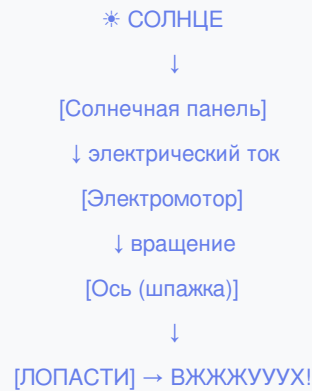 ☀ СОЛНЦЕ
↓
[Солнечная панель]
↓ электрический ток
[Электромотор]
↓ вращение
[Ось (шпажка)]
↓
[ЛОПАСТИ] → ВЖЖЖУУУХ!